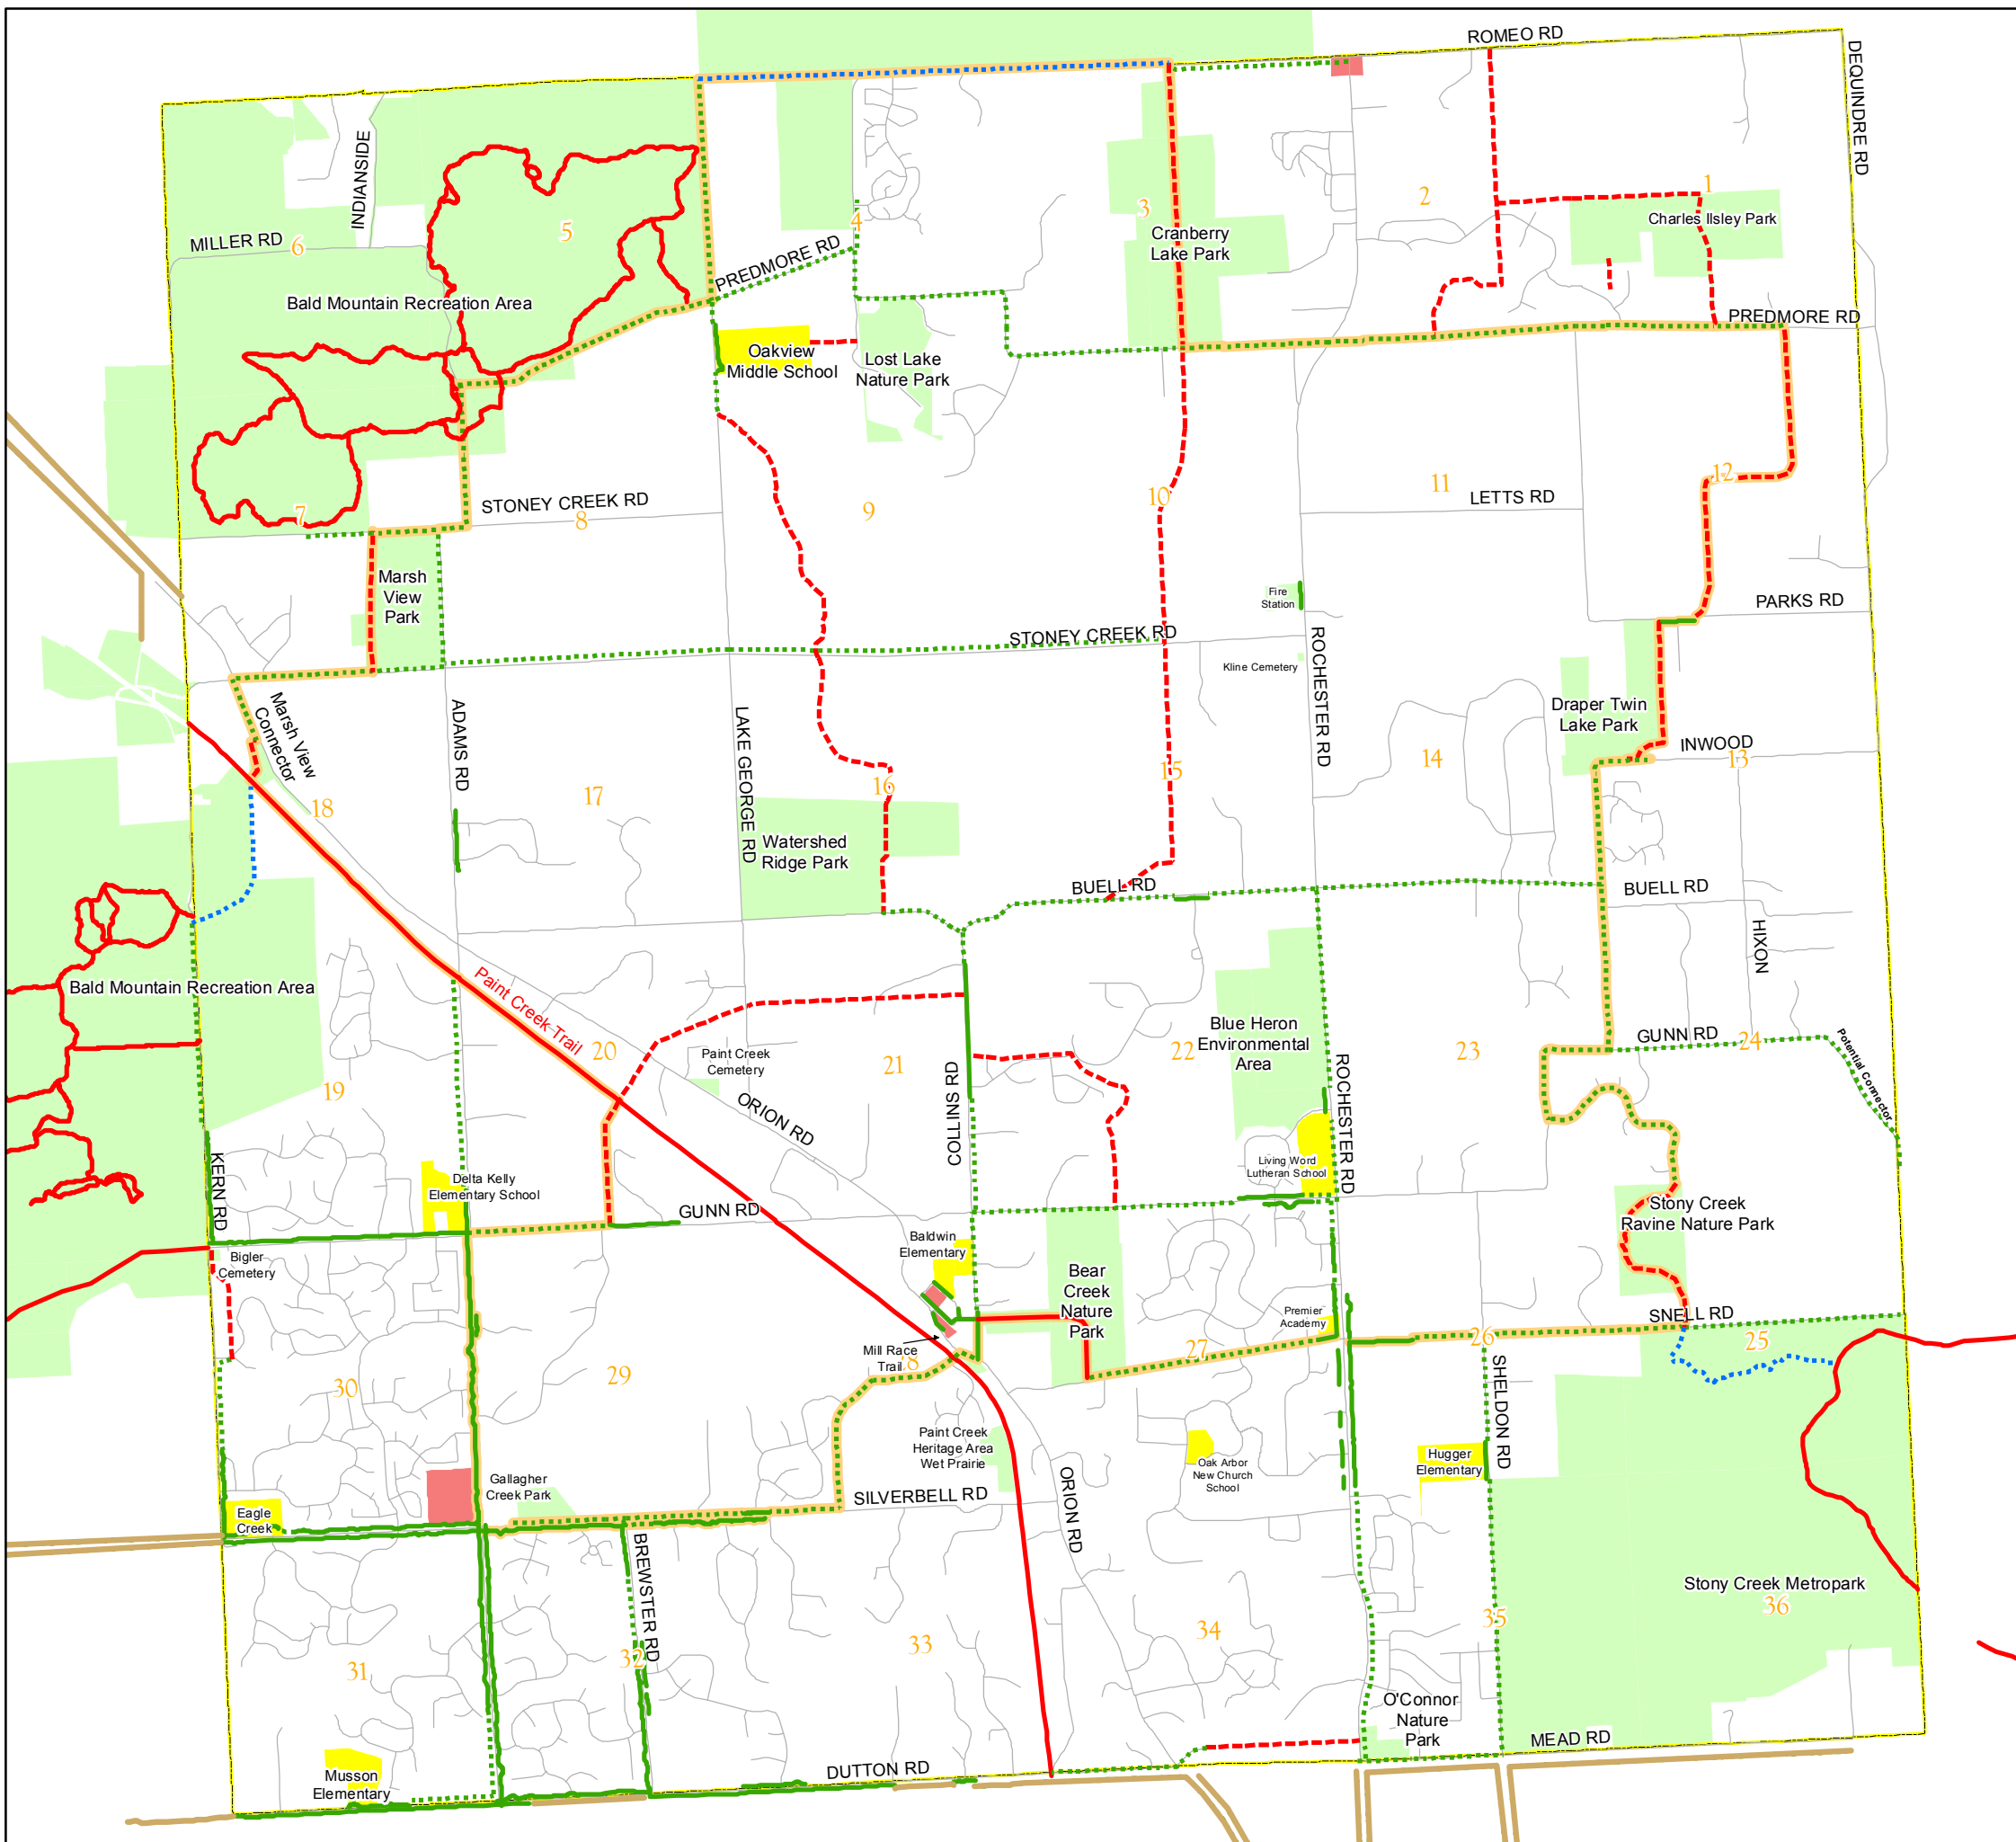 ROMEO RD
DEQUINDRE RD
INDIANSIDE
MILLER RD
6
5
4
3
2
1
Cranberry
Lake Park
Charles Ilsley Park
PREDMORE RD
Bald Mountain Recreation Area
PREDMORE RD
Oakview
Middle School
Lost Lake
Nature Park
STONEY CREEK RD
7
8
9
10
11
12
LETTS RD
Marsh
View
Park
Fire
Station
PARKS RD
STONEY CREEK RD
ROCHESTER RD
Kline Cemetery
Marsh View
Connector
ADAMS RD
LAKE GEORGE RD
Draper Twin
Lake Park
INWOOD
18
17
16
15
14
13
Watershed
Ridge Park
BUELL RD
BUELL RD
HIXON
Bald Mountain Recreation Area
Paint Creek Trail
Blue Heron
Environmental
Area
GUNN RD
Potential Connector
19
20
21
22
23
24
Paint Creek
Cemetery
ORION RD
COLLINS RD
ROCHESTER RD
KERN RD
Delta Kelly
Elementary School
Living Word
Lutheran School
GUNN RD
Stony Creek
Ravine Nature Park
Bigler
Cemetery
Baldwin
Elementary
Bear
Creek
Nature
Park
Premier
Academy
SNELL RD
Mill Race
Trail
30
29
28
27
26
25
SHELDON RD
Paint Creek
Heritage Area
Wet Prairie
Oak Arbor
New Church
School
Hugger
Elementary
Gallagher
Creek Park
Eagle
Creek
SILVERBELL RD
ORION RD
BREWSTER RD
Stony Creek Metropark
31
32
33
34
35
36
O'Connor
Nature
Park
MEAD RD
Musson
Elementary
DUTTON RD